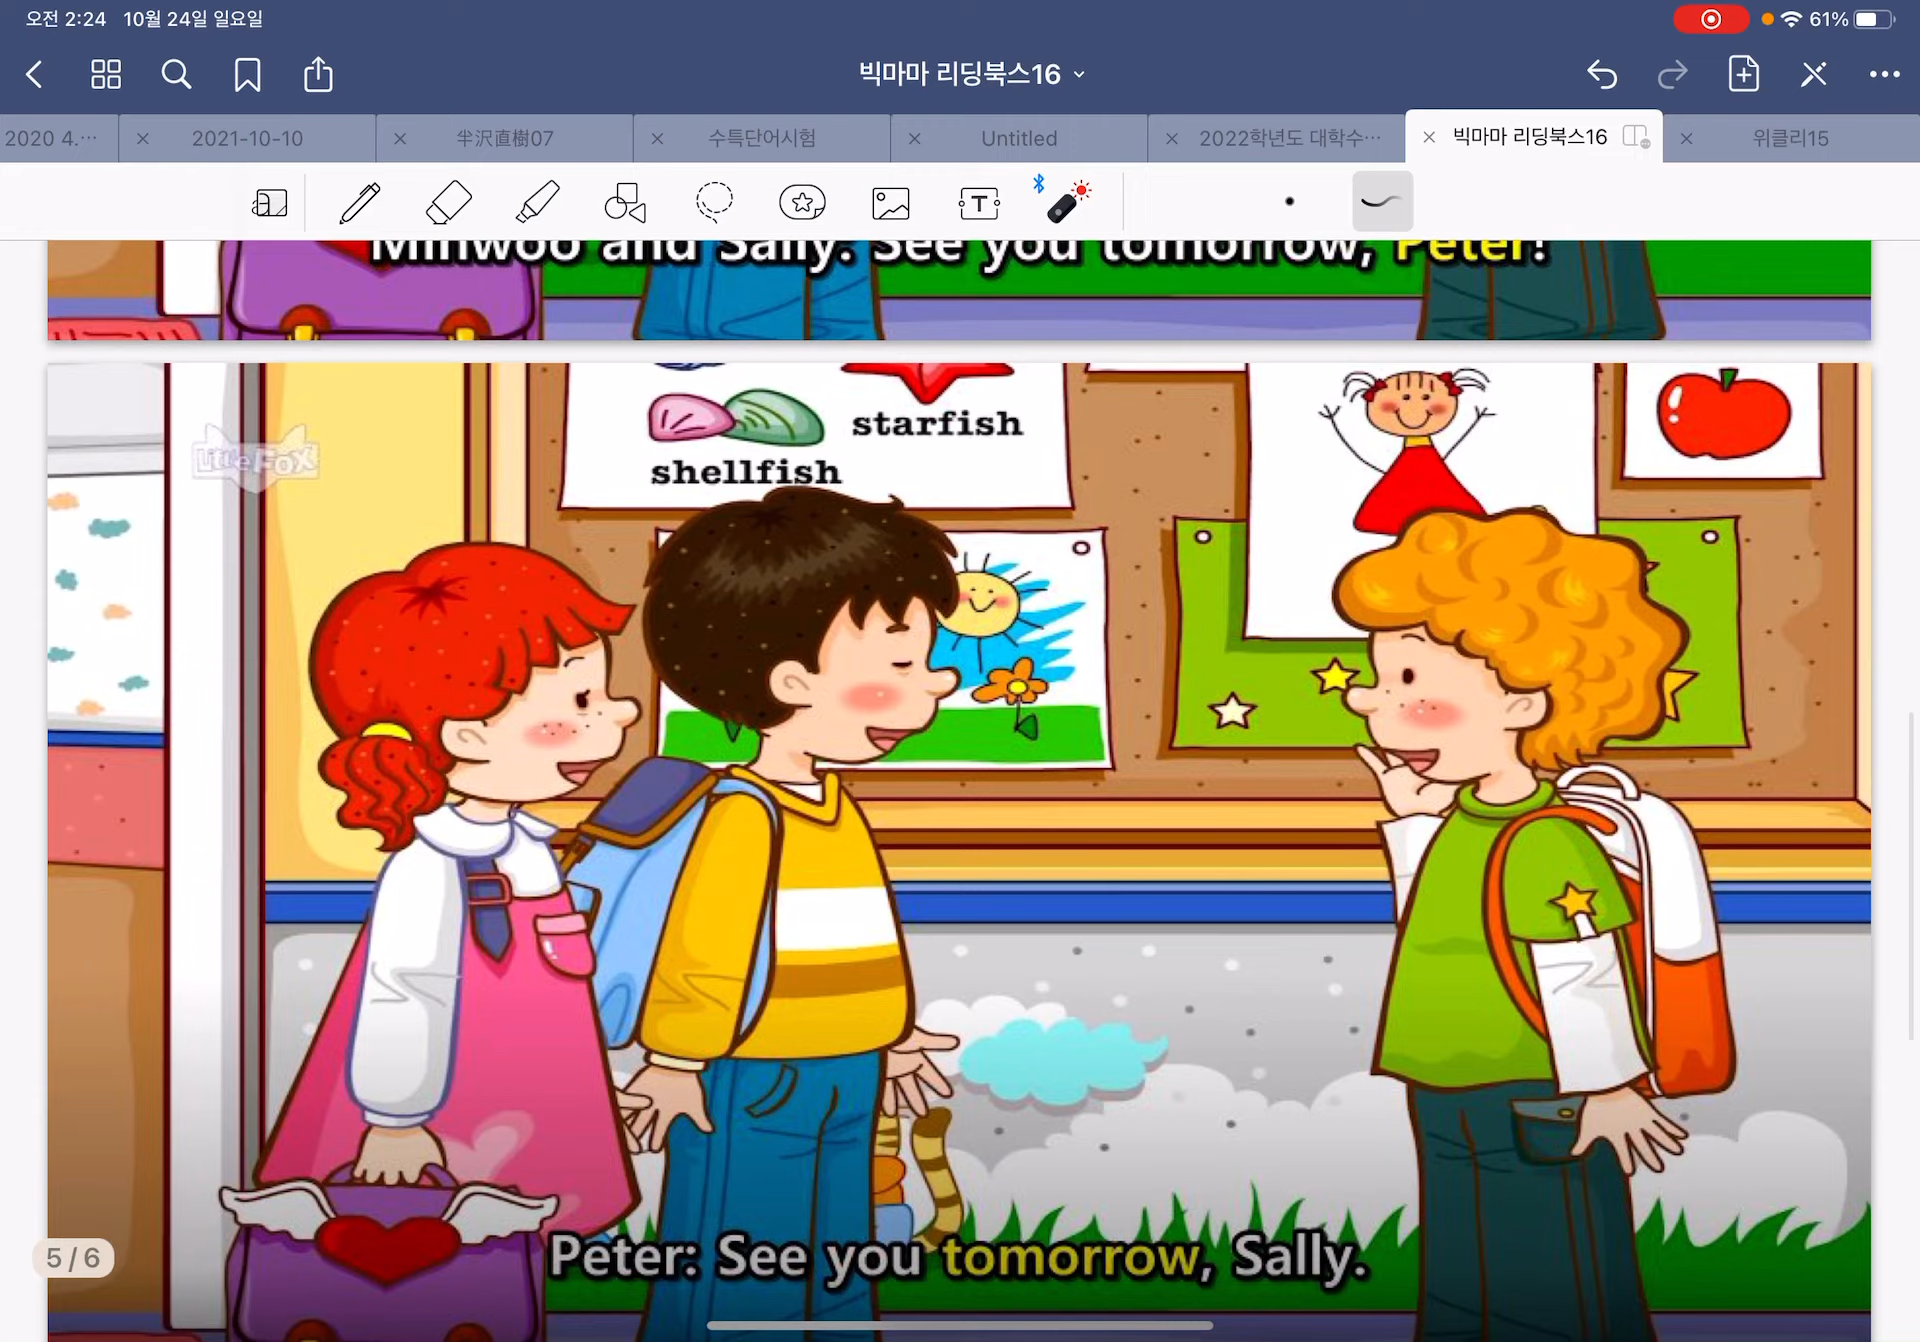 오전 2:24 10월 24일 일요일
61%
빅마마 리딩북스16
2020 4.…
2021-10-10
半沢直樹07
수특단어시험
Untitled
2022학년도 대학수…
빅마마 리딩북스16
위클리15
Minwoo and Sally: See you tomorrow, Peter!
Little Fox
starfish
shellfish
Peter: See you tomorrow, Sally.
5 / 6